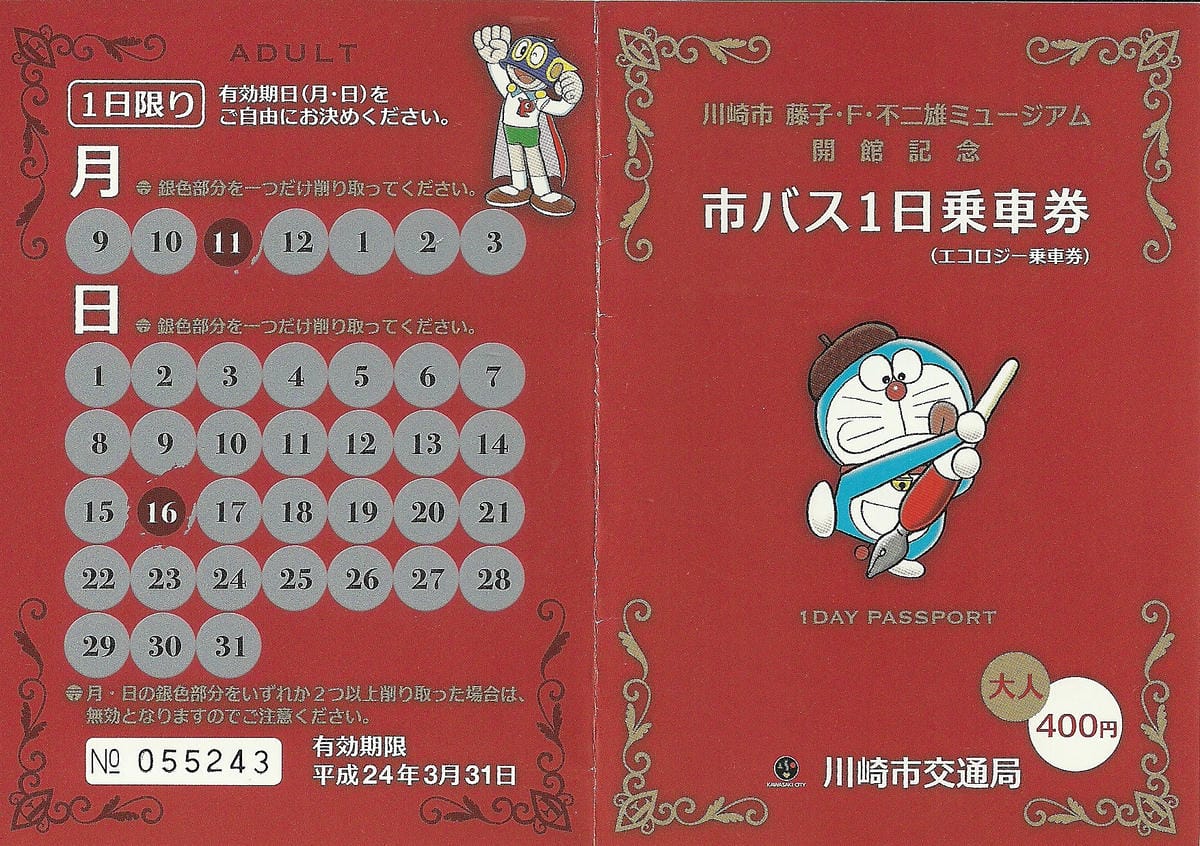 ADULT
1日限り
有効期日(月・日)を
ご自由にお決めください。
月 ※銀色部分を一つだけ削り取ってください。
9 10 11 12 1 2 3
日 ※銀色部分を一つだけ削り取ってください。
1 2 3 4 5 6 7
8 9 10 11 12 13 14
15 16 17 18 19 20 21
22 23 24 25 26 27 28
29 30 31
※月・日の銀色部分をいずれか2つ以上削り取った場合は、
無効となりますのでご注意ください。
№ 055243
有効期限
平成24年3月31日
川崎市 藤子・F・不二雄ミュージアム
開館記念
市バス1日乗車券
(エコロジー乗車券)
1DAY PASSPORT
大人
400円
KAWASAKI CITY
川崎市交通局